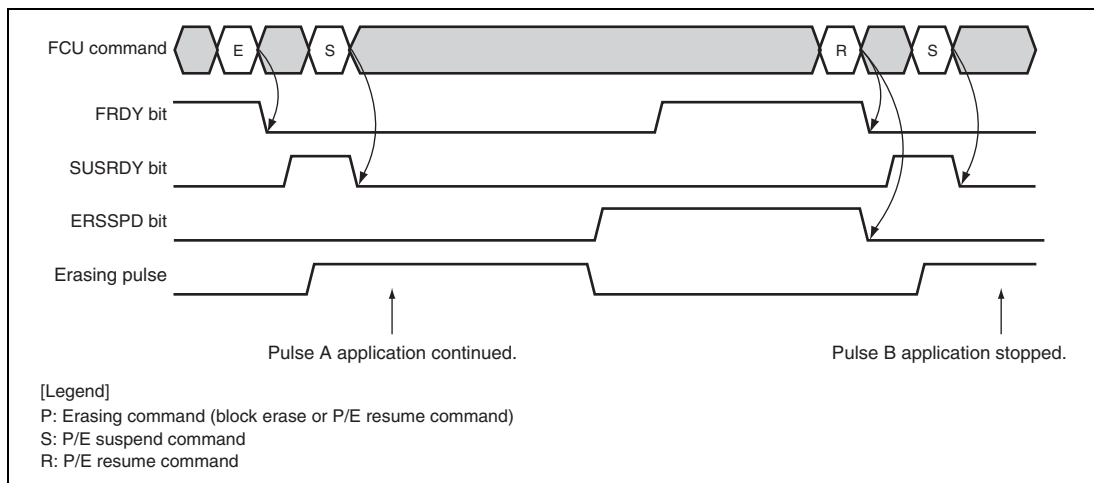 FCU command
E
S
R
S
FRDY bit
SUSRDY bit
ERSSPD bit
Erasing pulse
Pulse A application continued.
Pulse B application stopped.
[Legend]
P: Erasing command (block erase or P/E resume command)
S: P/E suspend command
R: P/E resume command